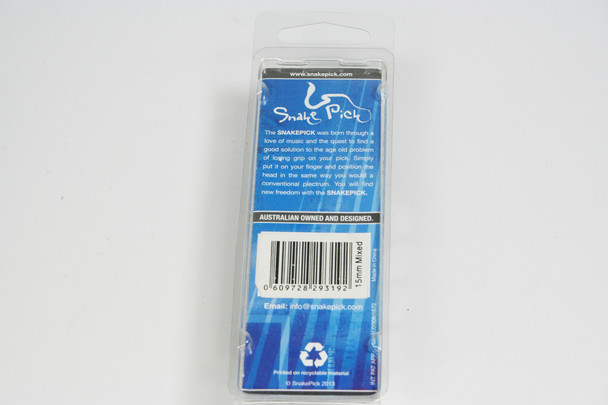 www.snakepick.com
Snake Pick
The SNAKEPICK was born through a
love of music and the quest to find a
good solution to the age old problem
of losing grip on your pick. Simply
put it on your finger and position the
head in the same way you would a
conventional plectrum. You will find
new freedom with the SNAKEPICK.
AUSTRALIAN OWNED AND DESIGNED.
0 609728 293192
15mm Mixed
Made in China
Email: info@snakepick.com
INT PAT APP
Printed on recyclable material
© SnakePick 2013